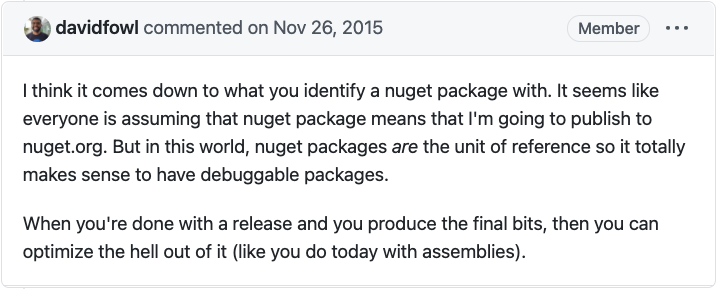 davidfowl commented on Nov 26, 2015 Member ...
I think it comes down to what you identify a nuget package with. It seems like
everyone is assuming that nuget package means that I'm going to publish to
nuget.org. But in this world, nuget packages are the unit of reference so it totally
makes sense to have debuggable packages.
When you're done with a release and you produce the final bits, then you can
optimize the hell out of it (like you do today with assemblies).